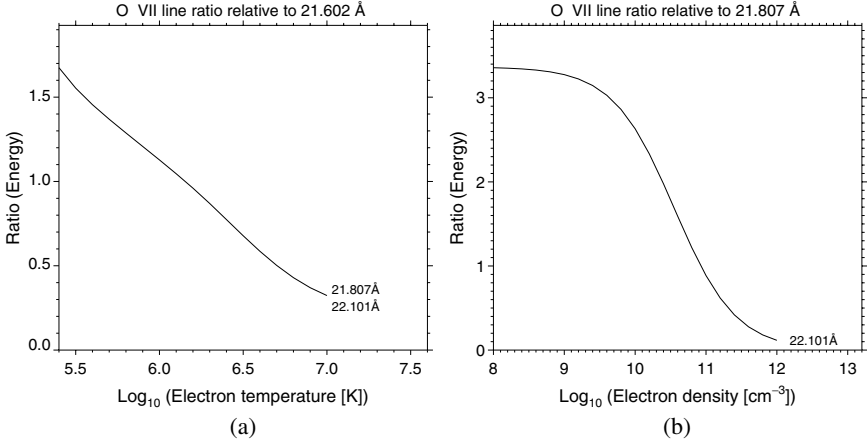 O VII line ratio relative to 21.602 Å
Ratio (Energy)
1.5
1.0
0.5
0.0
21.807Å
22.101Å
5.5 6.0 6.5 7.0 7.5
Log₁₀ (Electron temperature [K])
(a)
O VII line ratio relative to 21.807 Å
Ratio (Energy)
3
2
1
0
22.101Å
8 9 10 11 12 13
Log₁₀ (Electron density [cm⁻³])
(b)